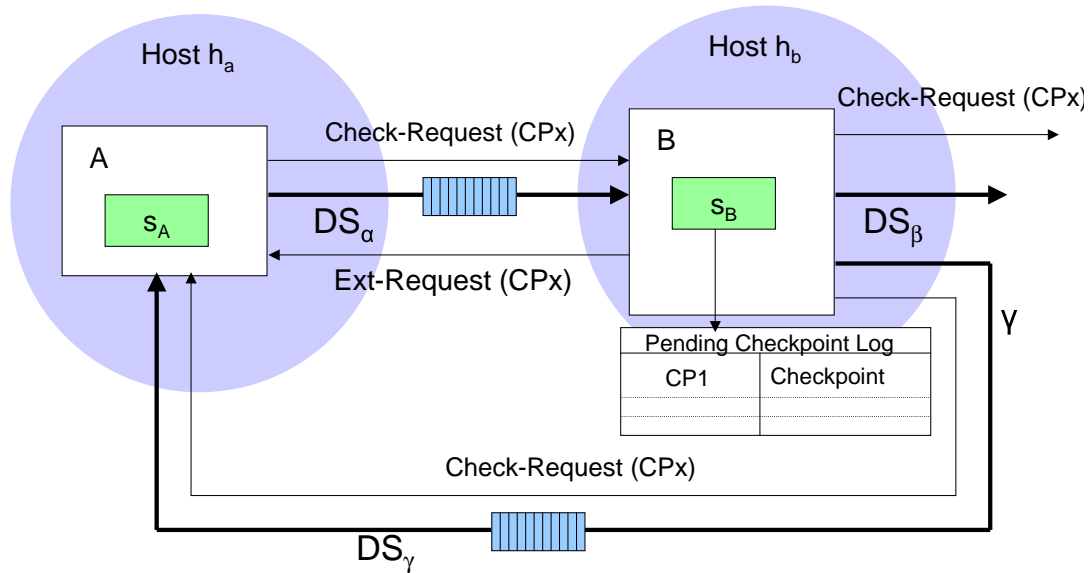 Host hₐ
Host h_b
Check-Request (CPx)
Check-Request (CPx)
A
B
s_A
s_B
DS_α
DS_β
Ext-Request (CPx)
γ
Pending Checkpoint Log
CP1
Checkpoint
Check-Request (CPx)
DS_γ